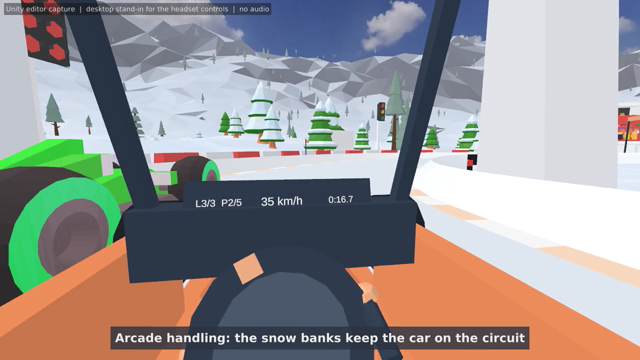 Unity editor capture | desktop stand-in for the headset controls | no audio
L3/3 P2/5 35 km/h 0:16.7
Arcade handling: the snow banks keep the car on the circuit